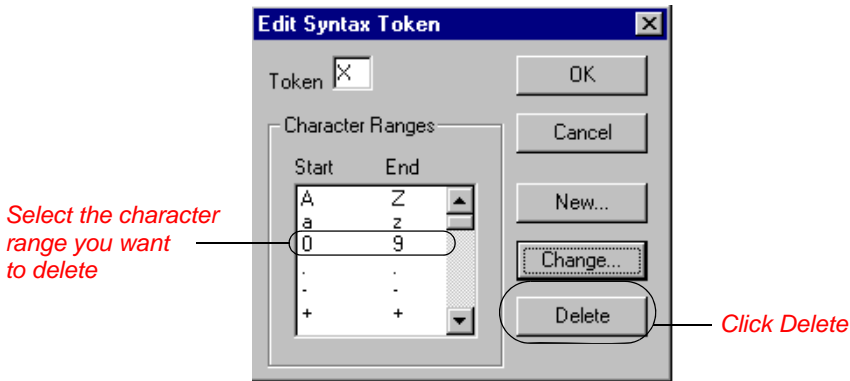 Edit Syntax Token
Token X
OK
Character Ranges
Cancel
Start End
A Z
a z
0 9
. .
- -
+ +
New...
Change...
Delete
Select the character
range you want
to delete
Click Delete